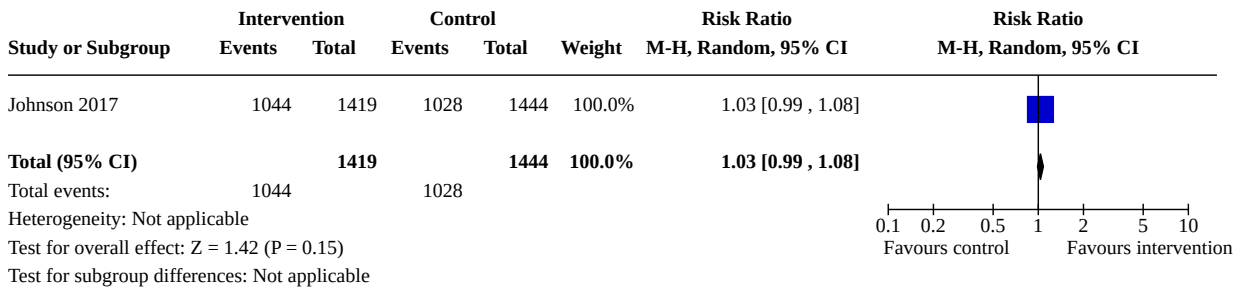 Intervention Control Risk Ratio Risk Ratio
Study or Subgroup Events Total Events Total Weight M-H, Random, 95% CI M-H, Random, 95% CI
Johnson 2017 1044 1419 1028 1444 100.0% 1.03 [0.99 , 1.08]
Total (95% CI) 1419 1444 100.0% 1.03 [0.99 , 1.08]
Total events: 1044 1028
Heterogeneity: Not applicable
Test for overall effect: Z = 1.42 (P = 0.15)
Test for subgroup differences: Not applicable
0.1 0.2 0.5 1 2 5 10
Favours control Favours intervention